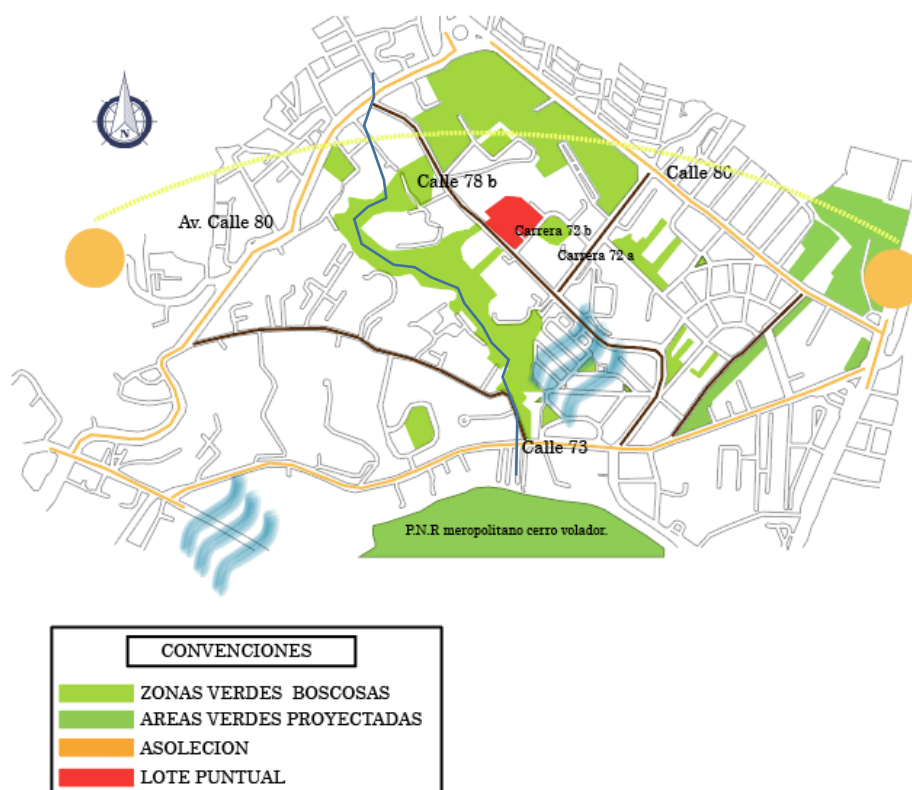 N
Calle 78 b
Calle 80
Av. Calle 80
Carrera 72 b
Carrera 72 a
Calle 73
P.N.R meropolitano cerro volador.
CONVENCIONES
ZONAS VERDES BOSCOSAS
AREAS VERDES PROYECTADAS
ASOLECION
LOTE PUNTUAL